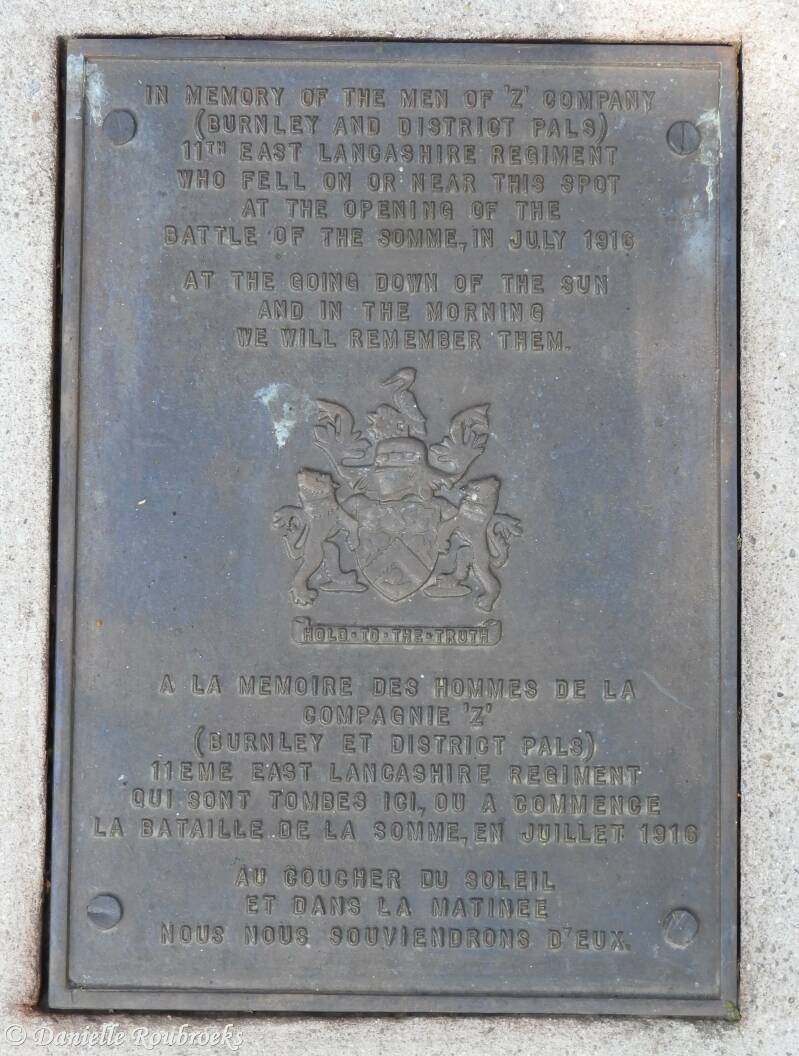 IN MEMORY OF THE MEN OF 'Z' COMPANY
(BURNLEY AND DISTRICT PALS)
11TH EAST LANCASHIRE REGIMENT
WHO FELL ON OR NEAR THIS SPOT
AT THE OPENING OF THE
BATTLE OF THE SOMME, IN JULY 1916
AT THE GOING DOWN OF THE SUN
AND IN THE MORNING
WE WILL REMEMBER THEM.
HOLD·TO·THE·TRUTH
A LA MEMOIRE DES HOMMES DE LA
COMPAGNIE 'Z'
(BURNLEY ET DISTRICT PALS)
11EME EAST LANCASHIRE REGIMENT
QUI SONT TOMBES ICI, OU A COMMENCE
LA BATAILLE DE LA SOMME, EN JUILLET 1916
AU COUCHER DU SOLEIL
ET DANS LA MATINEE
NOUS NOUS SOUVIENDRONS D'EUX.
© Danielle Roubroeks